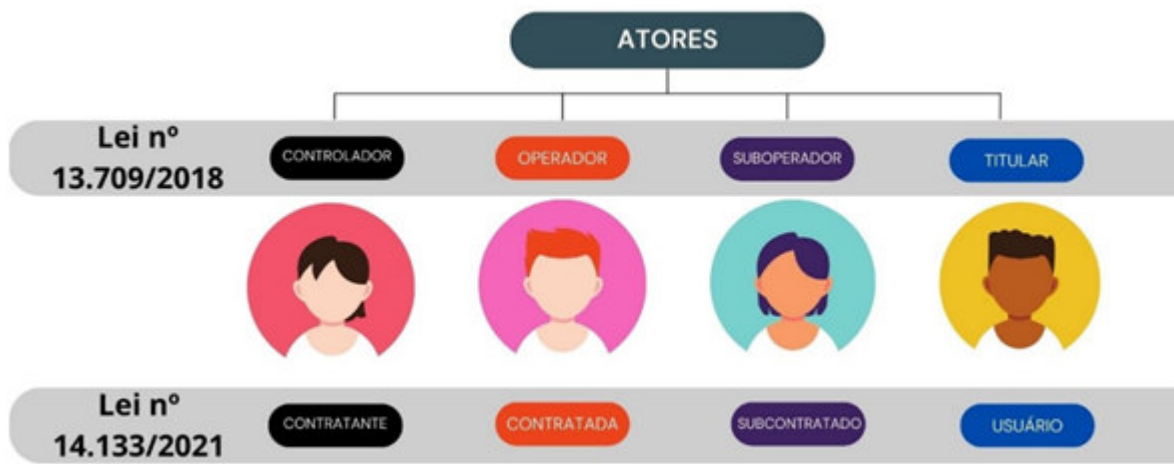 ATORES
Lei nº
13.709/2018
CONTROLADOR
OPERADOR
SUBOPERADOR
TITULAR
Lei nº
14.133/2021
CONTRATANTE
CONTRATADA
SUBCONTRATADO
USUÁRIO